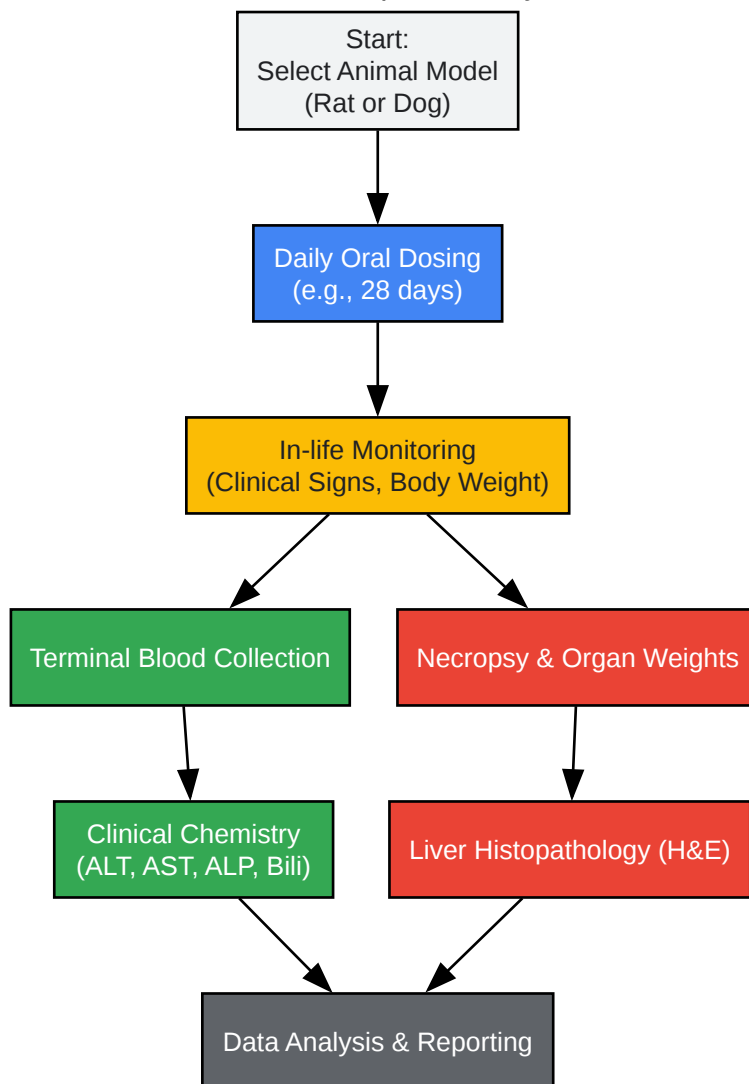 Start:
Select Animal Model
(Rat or Dog)
Daily Oral Dosing
(e.g., 28 days)
In-life Monitoring
(Clinical Signs, Body Weight)
Terminal Blood Collection
Necropsy & Organ Weights
Clinical Chemistry
(ALT, AST, ALP, Bili)
Liver Histopathology (H&E)
Data Analysis & Reporting